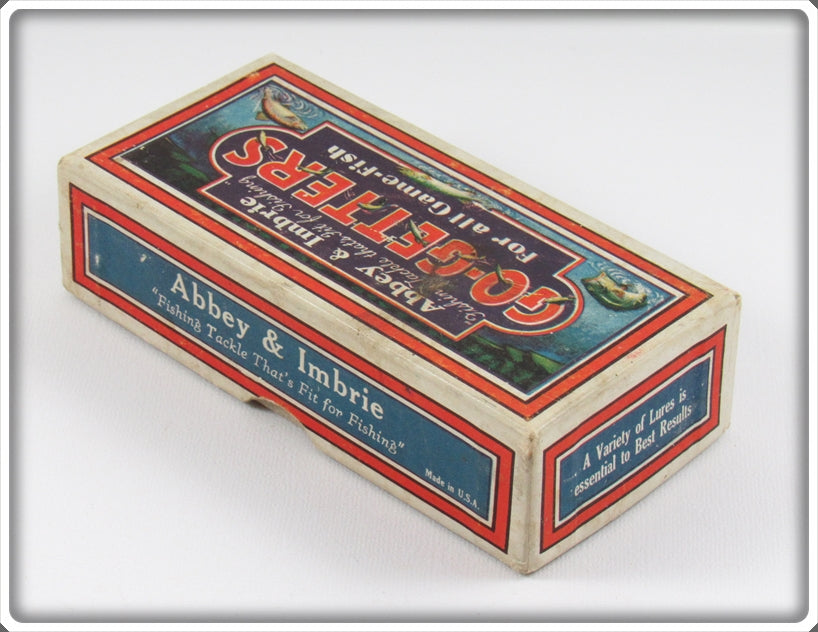 Abbey & Imbrie
"Fishin' Tackle that's Fit for Fishing"
GO-GETTERS
For all Game-Fish
Abbey & Imbrie
"Fishing Tackle That's Fit for Fishing"
Made in U.S.A.
A Variety of Lures is
essential to Best Results